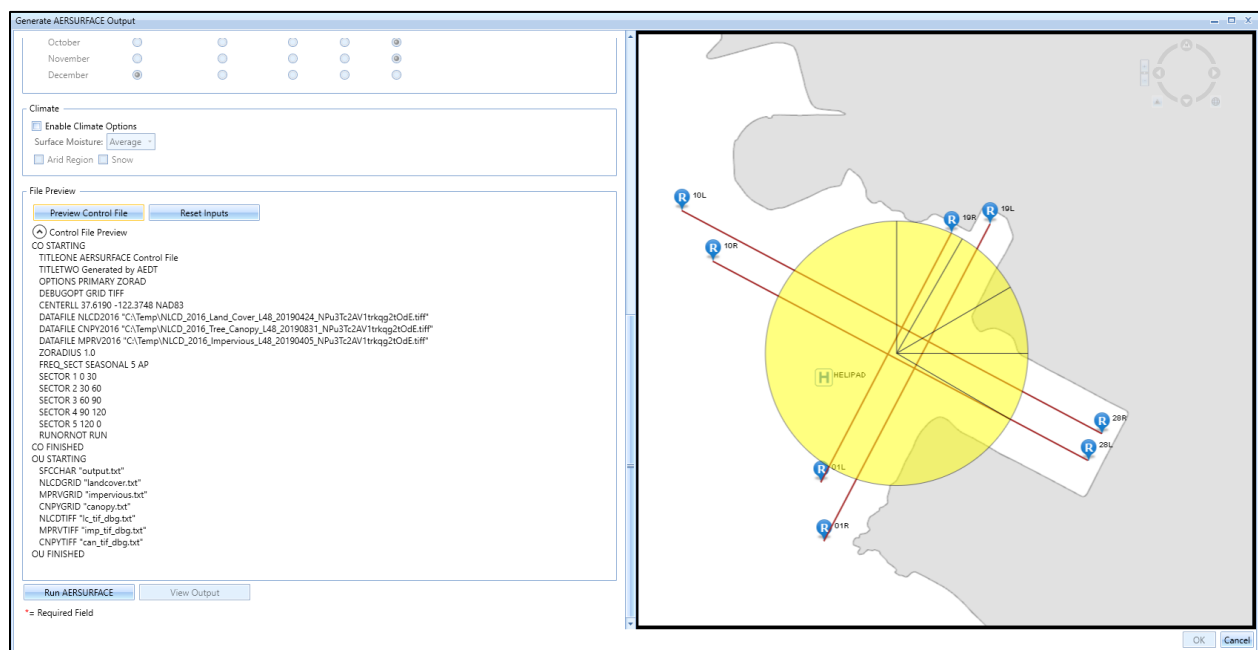 Generate AERSURFACE Output
October
November
December
Climate
Enable Climate Options
Surface Moisture: Average
Arid Region Snow
File Preview
Preview Control File Reset Inputs
Control File Preview
CO STARTING
TITLEONE AERSURFACE Control File
TITLETWO Generated by AEDT
OPTIONS PRIMARY ZORAD
DEBUGOPT GRID TIFF
CENTERLL 37.6190 -122.3748 NAD83
DATAFILE NLCD2016 "C:\Temp\NLCD_2016_Land_Cover_L48_20190424_NPu3Tc2AV1trkqg2tOdE.tiff"
DATAFILE CNPY2016 "C:\Temp\NLCD_2016_Tree_Canopy_L48_20190831_NPu3Tc2AV1trkqg2tOdE.tiff"
DATAFILE MPRV2016 "C:\Temp\NLCD_2016_Impervious_L48_20190405_NPu3Tc2AV1trkqg2tOdE.tiff"
ZORADIUS 1.0
FREQ_SECT SEASONAL 5 AP
SECTOR 1 0 30
SECTOR 2 30 60
SECTOR 3 60 90
SECTOR 4 90 120
SECTOR 5 120 0
RUNORNOT RUN
CO FINISHED
OU STARTING
SFCCHAR "output.txt"
NLCDGRID "landcover.txt"
MPRVGRID "impervious.txt"
CNPYGRID "canopy.txt"
NLCDTIFF "lc_tif_dbg.txt"
MPRVTIFF "imp_tif_dbg.txt"
CNPYTIFF "can_tif_dbg.txt"
OU FINISHED
Run AERSURFACE View Output
*= Required Field
R 10L
R 19R
R 19L
R 10R
H HELIPAD
R 28R
R 28L
R 01L
R 01R
OK Cancel